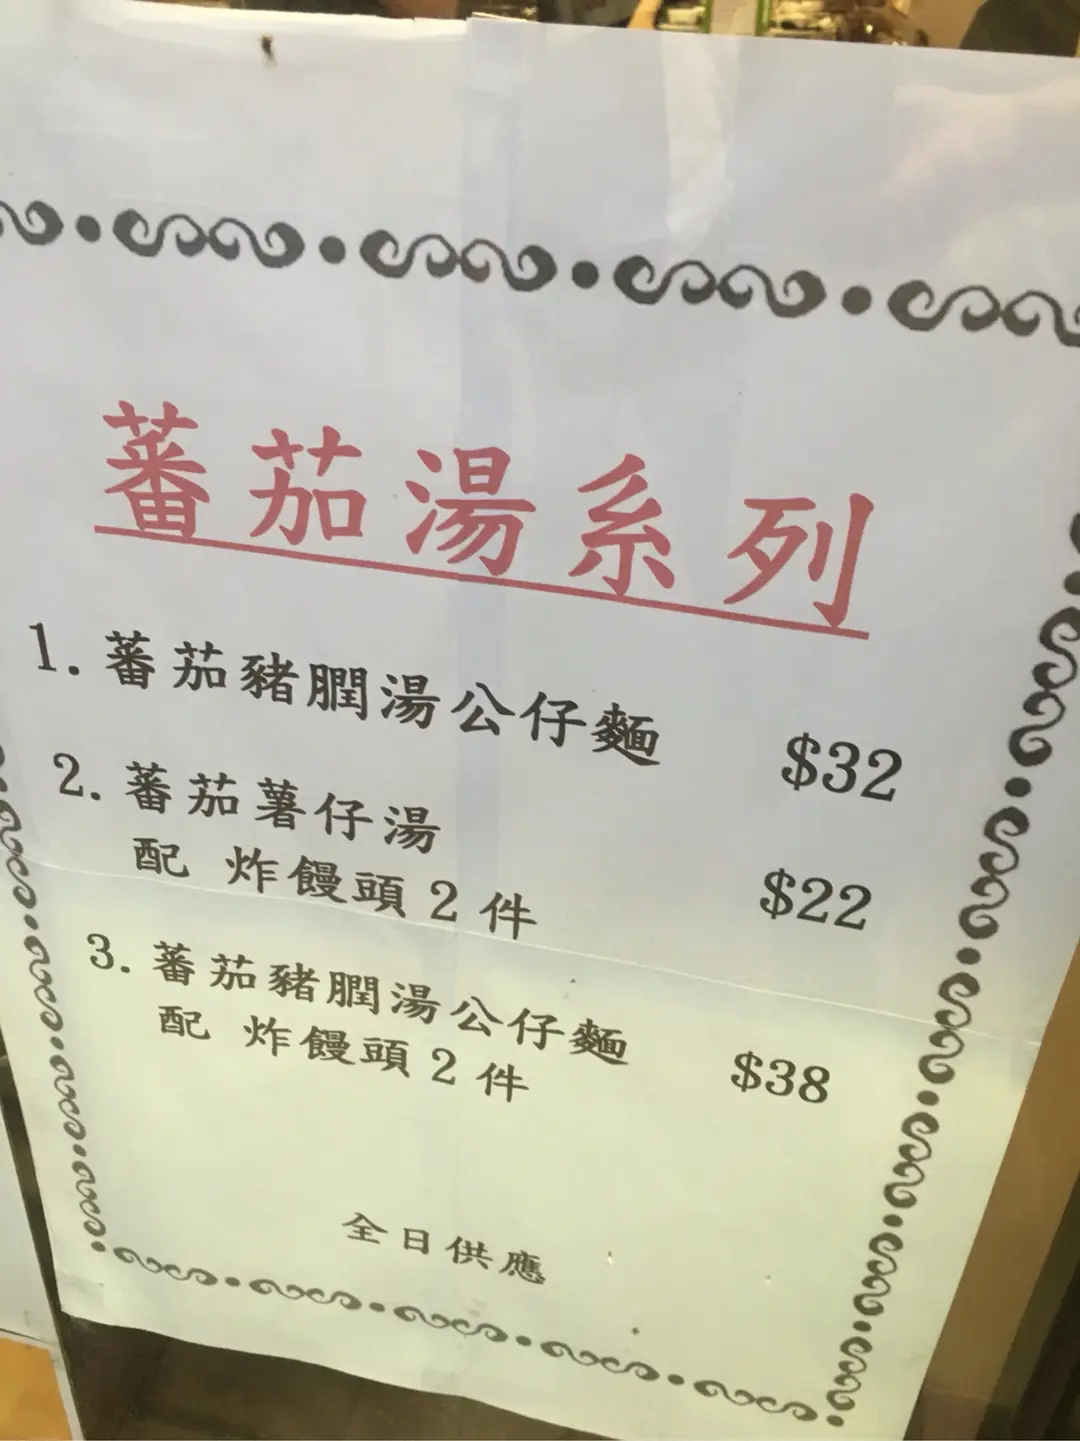 蕃茄湯系列
1. 蕃茄豬膶湯公仔麵 $32
2. 蕃茄薯仔湯
配 炸饅頭2件 $22
3. 蕃茄豬膶湯公仔麵
配 炸饅頭2件 $38
全日供應